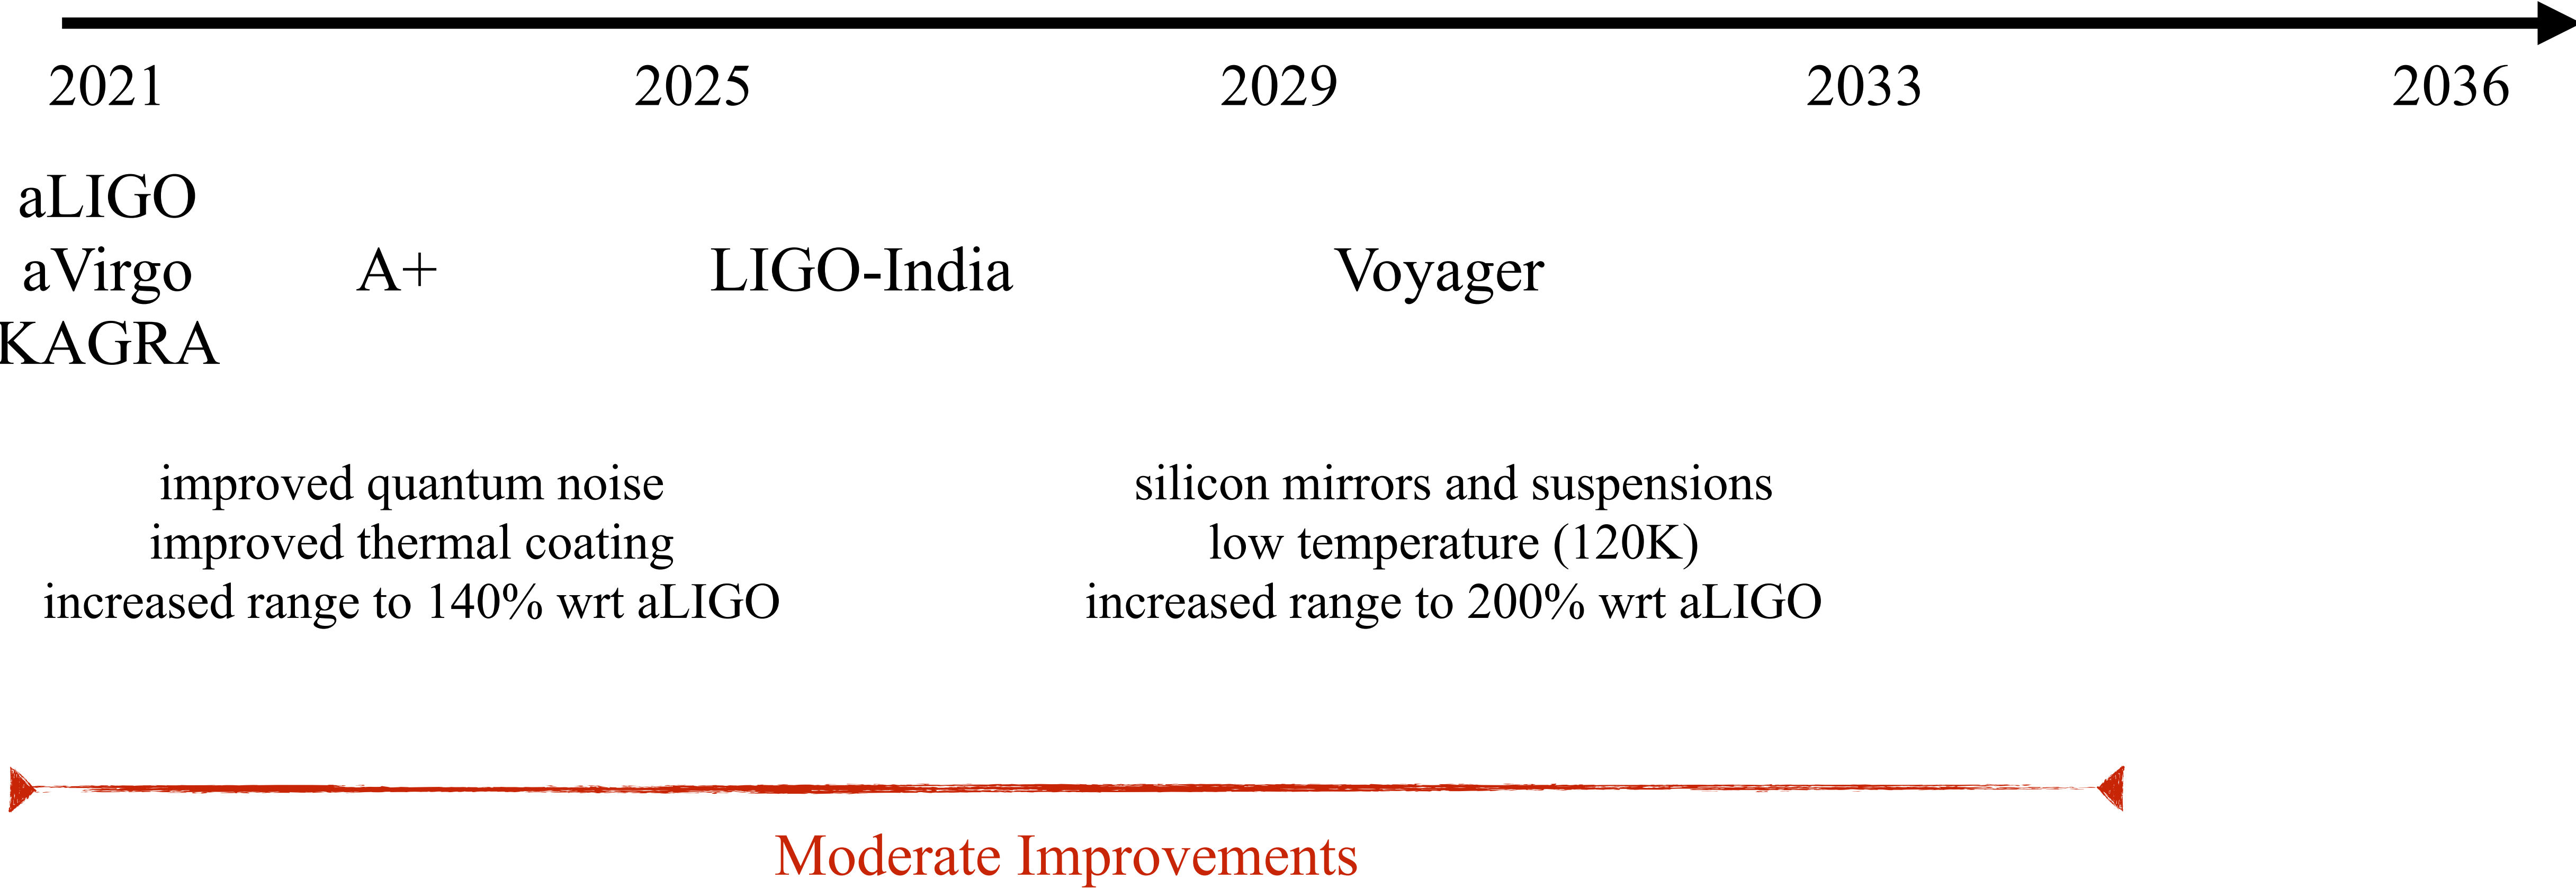 2021 2025 2029 2033 2036
aLIGO
aVirgo A+ LIGO-India Voyager
KAGRA
improved quantum noise
improved thermal coating
increased range to 140% wrt aLIGO
silicon mirrors and suspensions
low temperature (120K)
increased range to 200% wrt aLIGO
Moderate Improvements